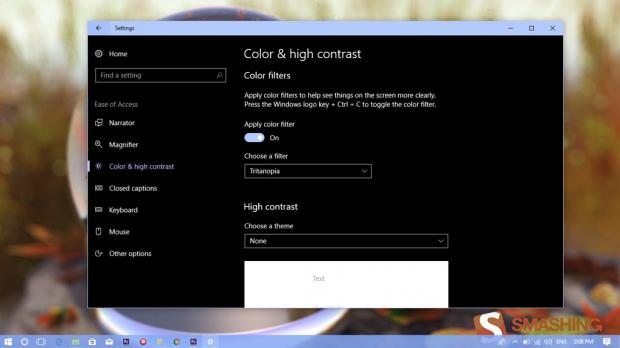 Settings
Home
Find a setting
Ease of Access
Narrator
Magnifier
Color & high contrast
Closed captions
Keyboard
Mouse
Other options
Color & high contrast
Color filters
Apply color filters to help see things on the screen more clearly.
Press the Windows logo key + Ctrl + C to toggle the color filter.
Apply color filter
On
Choose a filter
Tritanopia
High contrast
Choose a theme
None
Text
S SMASHING
ENG
2:08 PM